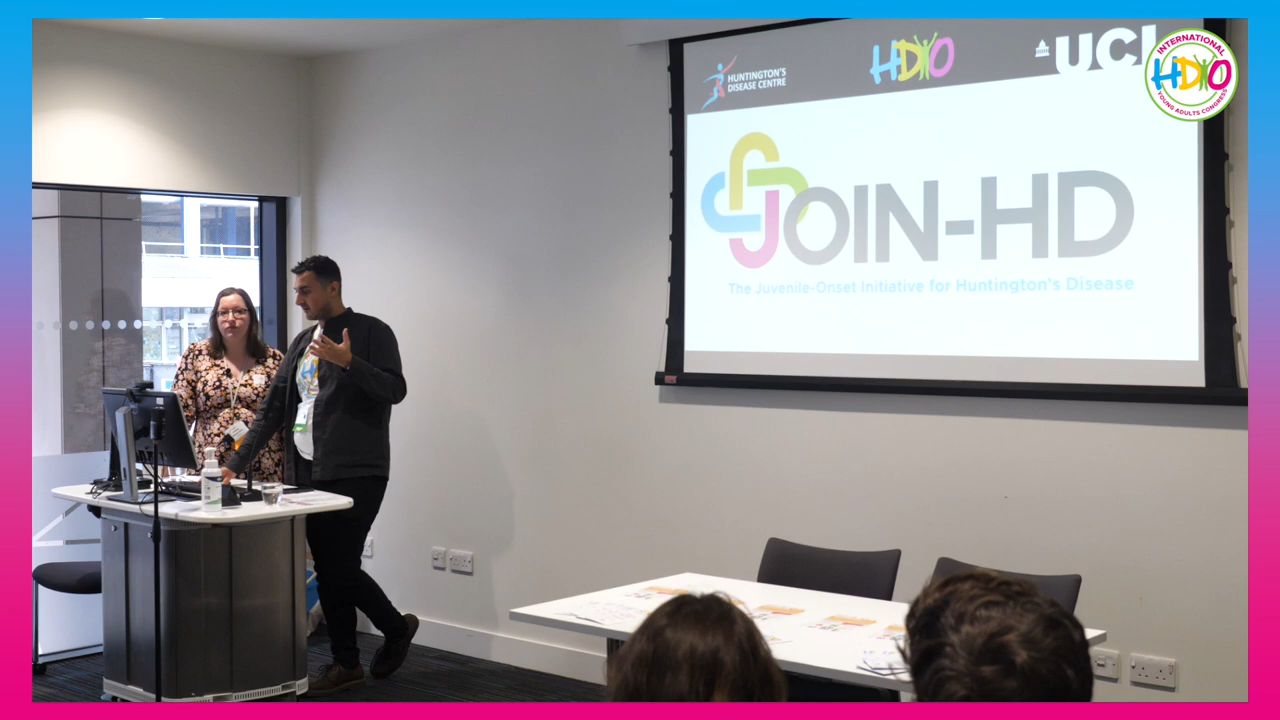 HUNTINGTON'S
DISEASE CENTRE
HDYO
UCL
JOIN-HD
The Juvenile-Onset Initiative for Huntington's Disease
INTERNATIONAL
HDYO
YOUNG ADULTS CONGRESS